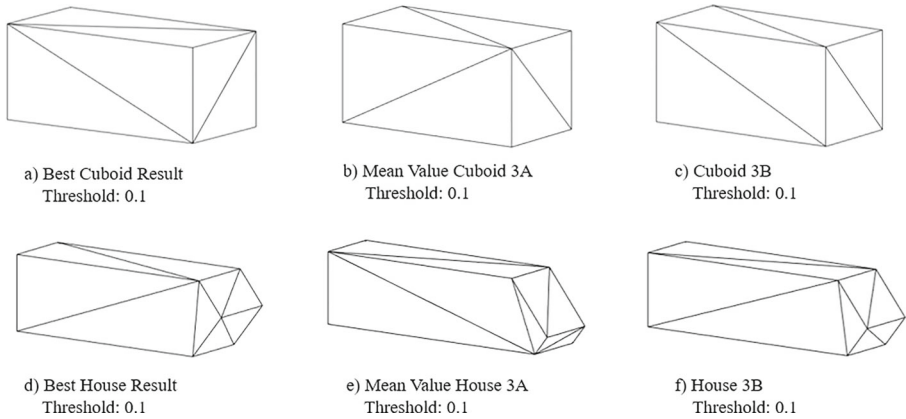 a) Best Cuboid Result
Threshold: 0.1
b) Mean Value Cuboid 3A
Threshold: 0.1
c) Cuboid 3B
Threshold: 0.1
d) Best House Result
Threshold: 0.1
e) Mean Value House 3A
Threshold: 0.1
f) House 3B
Threshold: 0.1